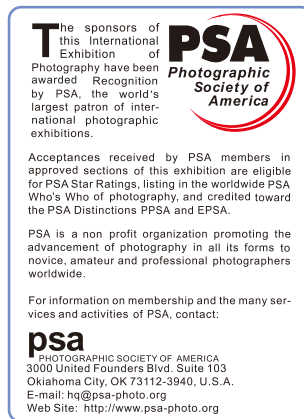 The sponsors of
this International
Exhibition of
Photography have been
awarded Recognition
by PSA, the world's
largest patron of inter-
national photographic
exhibitions.
PSA
Photographic
Society of
America
Acceptances received by PSA members in
approved sections of this exhibition are eligible
for PSA Star Ratings, listing in the worldwide PSA
Who's Who of photography, and credited toward
the PSA Distinctions PPSA and EPSA.
PSA is a non profit organization promoting the
advancement of photography in all its forms to
novice, amateur and professional photographers
worldwide.
For information on membership and the many ser-
vices and activities of PSA, contact:
psa
PHOTOGRAPHIC SOCIETY OF AMERICA
3000 United Founders Blvd. Suite 103
Okiahoma City, OK 73112-3940, U.S.A.
E-mail: hq@psa-photo.org
Web Site: http://www.psa-photo.org